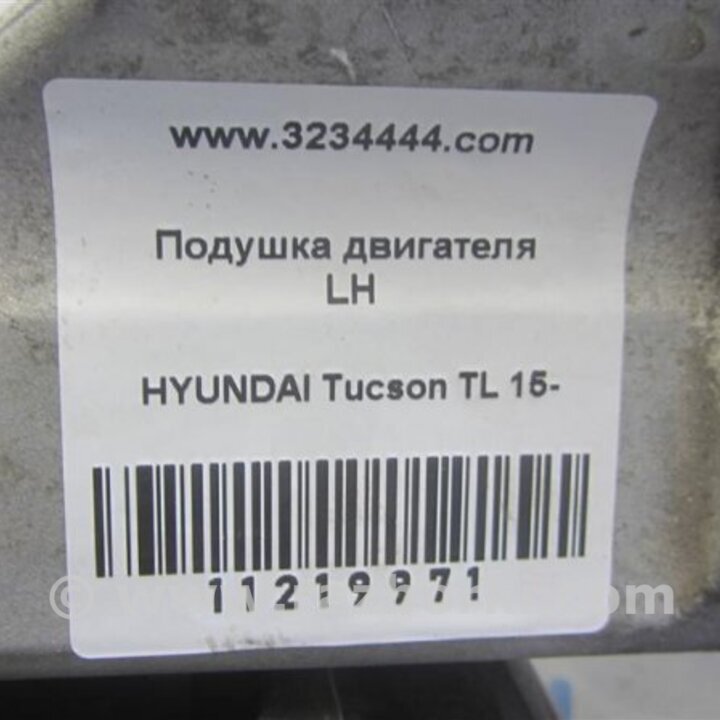 www.3234444.com
Подушка двигателя
LH
HYUNDAI Tucson TL 15-
11219971